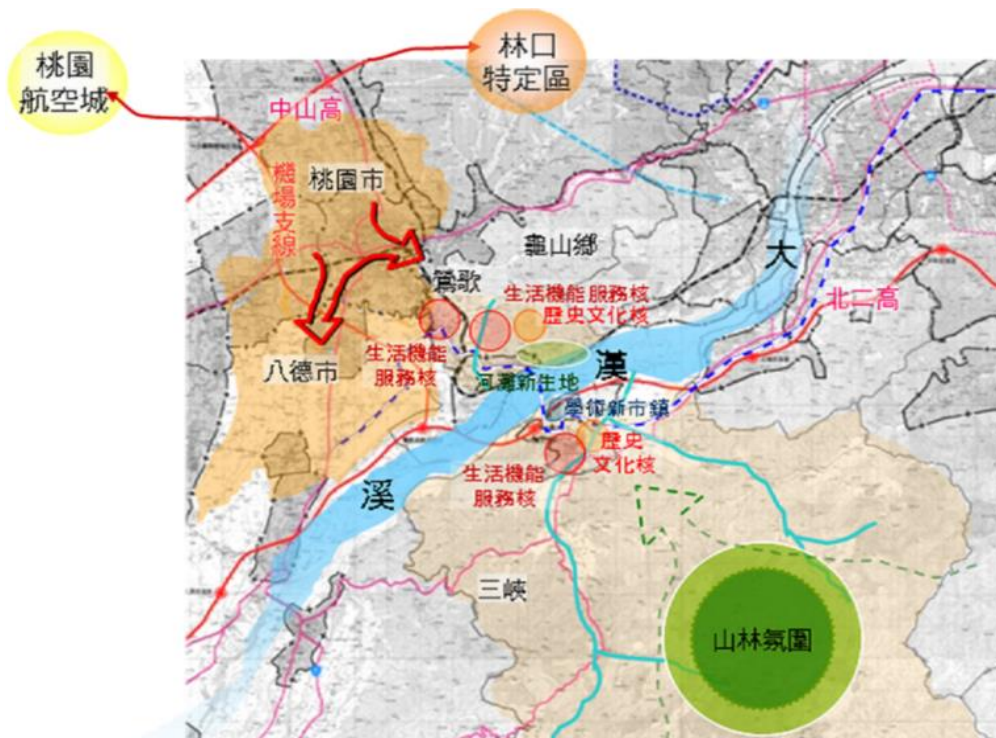 桃園
航空城
林口
特定區
中山高
桃園市
機場支線
龜山鄉
大
鶯歌
北二高
生活機能服務核
歷史文化核
漢
生活機能
服務核
八德市
河灘新生地
學術新市鎮
歷史
文化核
生活機能
服務核
溪
三峽
山林氛圍